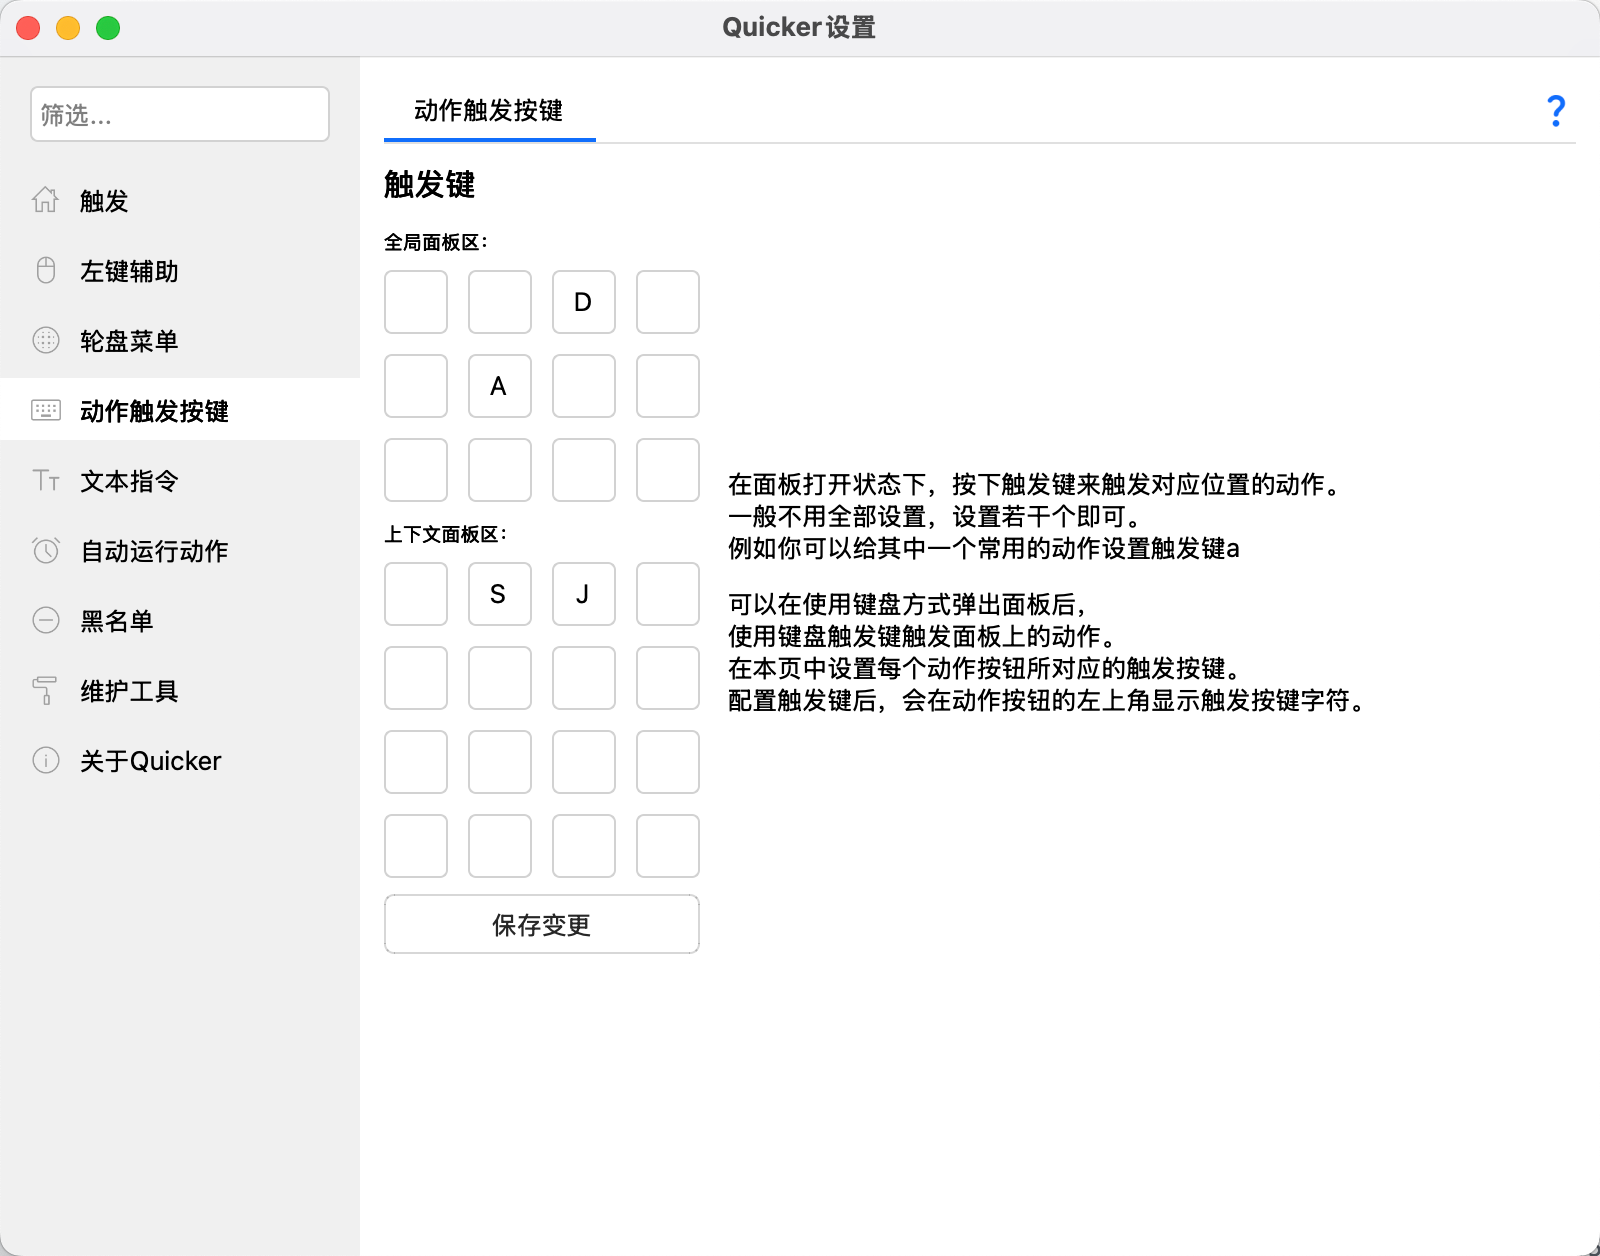 Quicker设置
筛选...
触发
左键辅助
轮盘菜单
动作触发按键
文本指令
自动运行动作
黑名单
维护工具
关于Quicker
动作触发按键
?
触发键
全局面板区：
D
A
上下文面板区：
S J
保存变更
在面板打开状态下，按下触发键来触发对应位置的动作。
一般不用全部设置，设置若干个即可。
例如你可以给其中一个常用的动作设置触发键a
可以在使用键盘方式弹出面板后，
使用键盘触发键触发面板上的动作。
在本页中设置每个动作按钮所对应的触发按键。
配置触发键后，会在动作按钮的左上角显示触发按键字符。